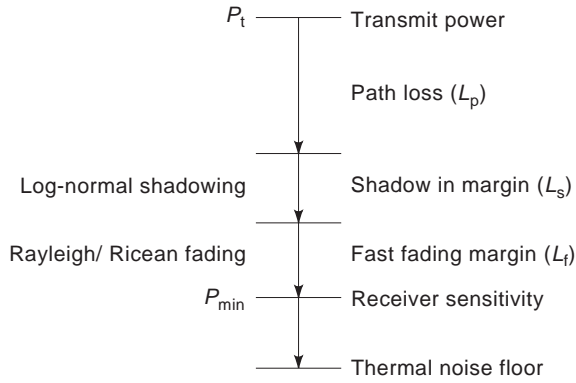 P_t Transmit power
Path loss (L_p)
Log-normal shadowing Shadow in margin (L_s)
Rayleigh/ Ricean fading Fast fading margin (L_f)
P_min Receiver sensitivity
Thermal noise floor